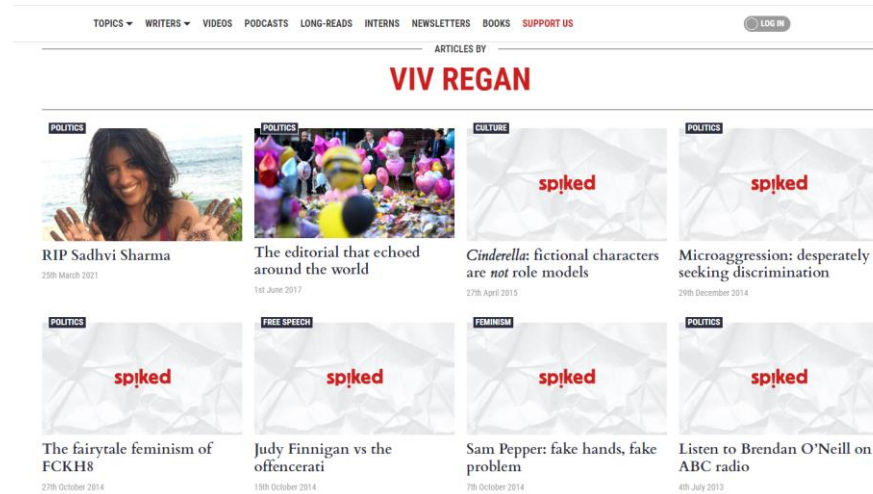 TOPICS WRITERS VIDEOS PODCASTS LONG-READS INTERNS NEWSLETTERS BOOKS SUPPORT US LOG IN
ARTICLES BY
VIV REGAN
POLITICS
RIP Sadhvi Sharma
25th March 2021
POLITICS
The editorial that echoed
around the world
1st June 2017
CULTURE
spiked
Cinderella: fictional characters
are not role models
27th April 2015
POLITICS
spiked
Microaggression: desperately
seeking discrimination
29th December 2014
POLITICS
spiked
The fairytale feminism of
FCKH8
27th October 2014
FREE SPEECH
spiked
Judy Finnigan vs the
offencerati
15th October 2014
FEMINISM
spiked
Sam Pepper: fake hands, fake
problem
7th October 2014
POLITICS
spiked
Listen to Brendan O'Neill on
ABC radio
4th July 2013